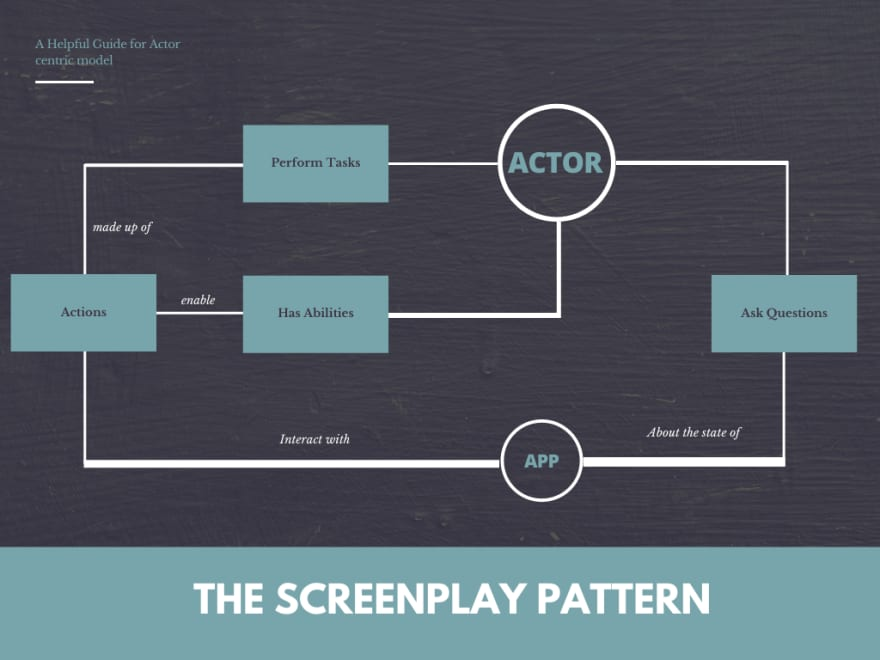 A Helpful Guide for Actor
centric model
Perform Tasks
ACTOR
made up of
Actions
enable
Has Abilities
Ask Questions
Interact with
APP
About the state of
THE SCREENPLAY PATTERN